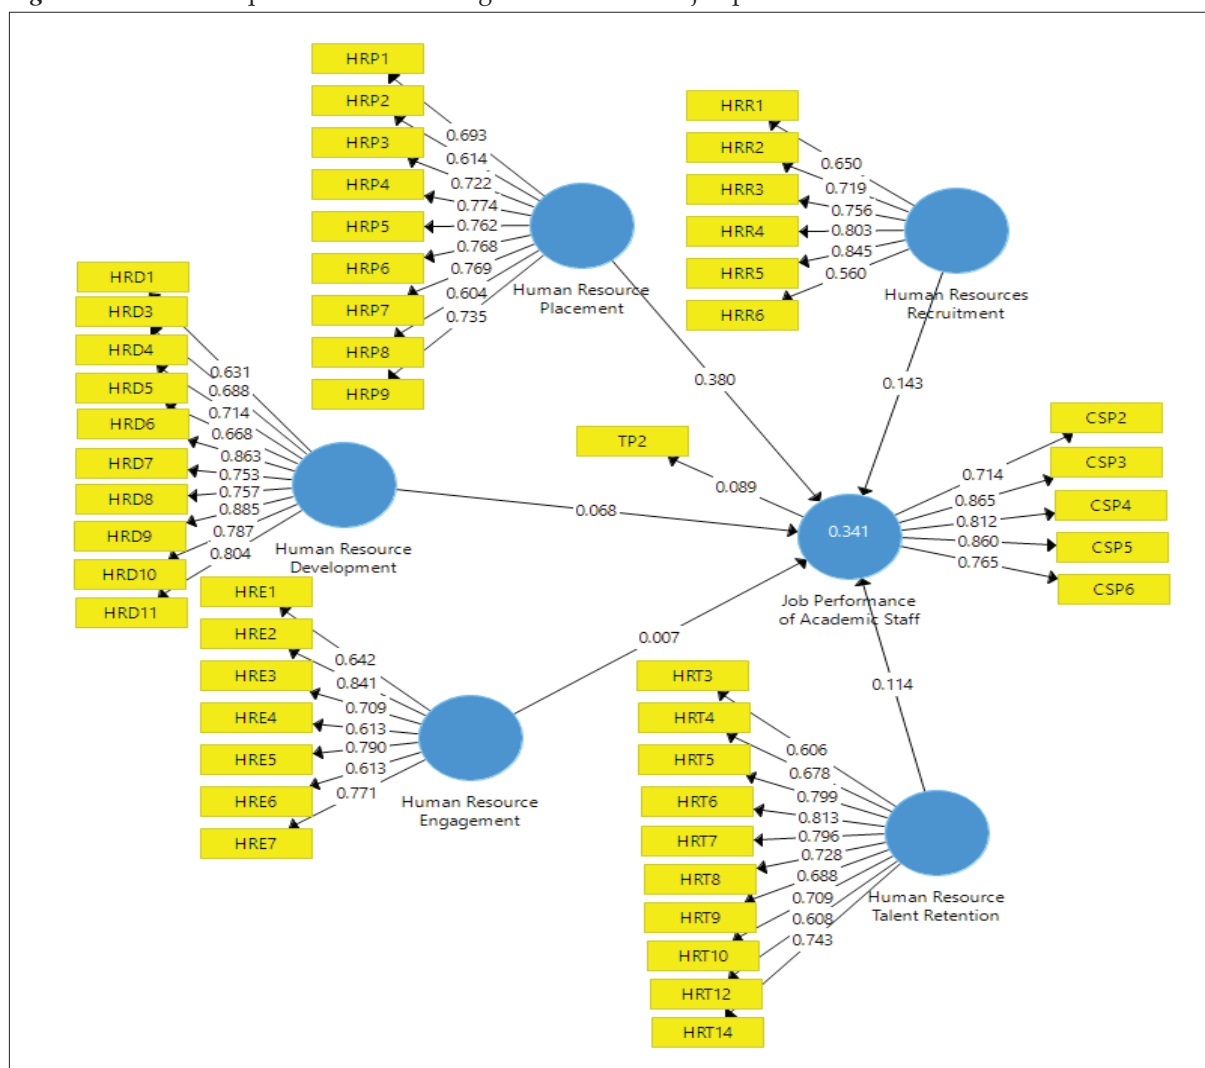 HRP1
HRP2
HRP3
HRP4
HRP5
HRP6
HRP7
HRP8
HRP9
0.693
0.614
0.722
0.774
0.762
0.768
0.769
0.604
0.735
Human Resource
Placement
HRR1
HRR2
HRR3
HRR4
HRR5
HRR6
0.650
0.719
0.756
0.803
0.845
0.560
Human Resources
Recruitment
HRD1
HRD3
HRD4
HRD5
HRD6
HRD7
HRD8
HRD9
HRD10
HRD11
0.631
0.688
0.714
0.668
0.863
0.753
0.757
0.885
0.787
0.804
Human Resource
Development
0.380
0.143
0.068
0.007
0.114
TP2
0.089
0.341
Job Performance
of Academic Staff
0.714
0.865
0.812
0.860
0.765
CSP2
CSP3
CSP4
CSP5
CSP6
HRE1
HRE2
HRE3
HRE4
HRE5
HRE6
HRE7
0.642
0.841
0.709
0.613
0.790
0.613
0.771
Human Resource
Engagement
HRT3
HRT4
HRT5
HRT6
HRT7
HRT8
HRT9
HRT10
HRT12
HRT14
0.606
0.678
0.799
0.813
0.796
0.728
0.688
0.709
0.608
0.743
Human Resource
Talent Retention